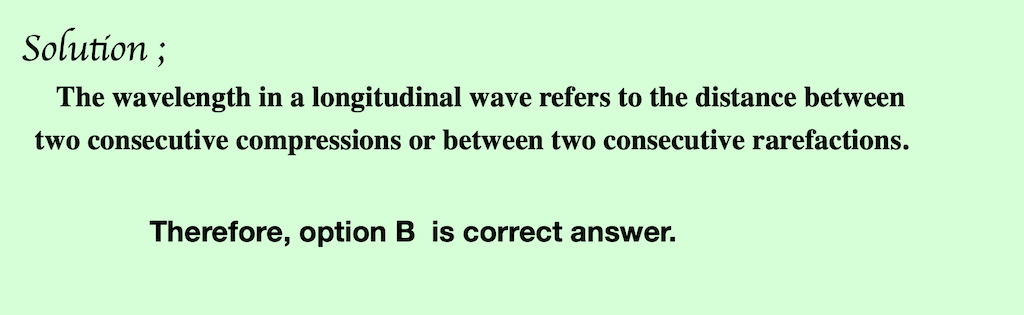 Solution ;
The wavelength in a longitudinal wave refers to the distance between
two consecutive compressions or between two consecutive rarefactions.
Therefore, option B is correct answer.